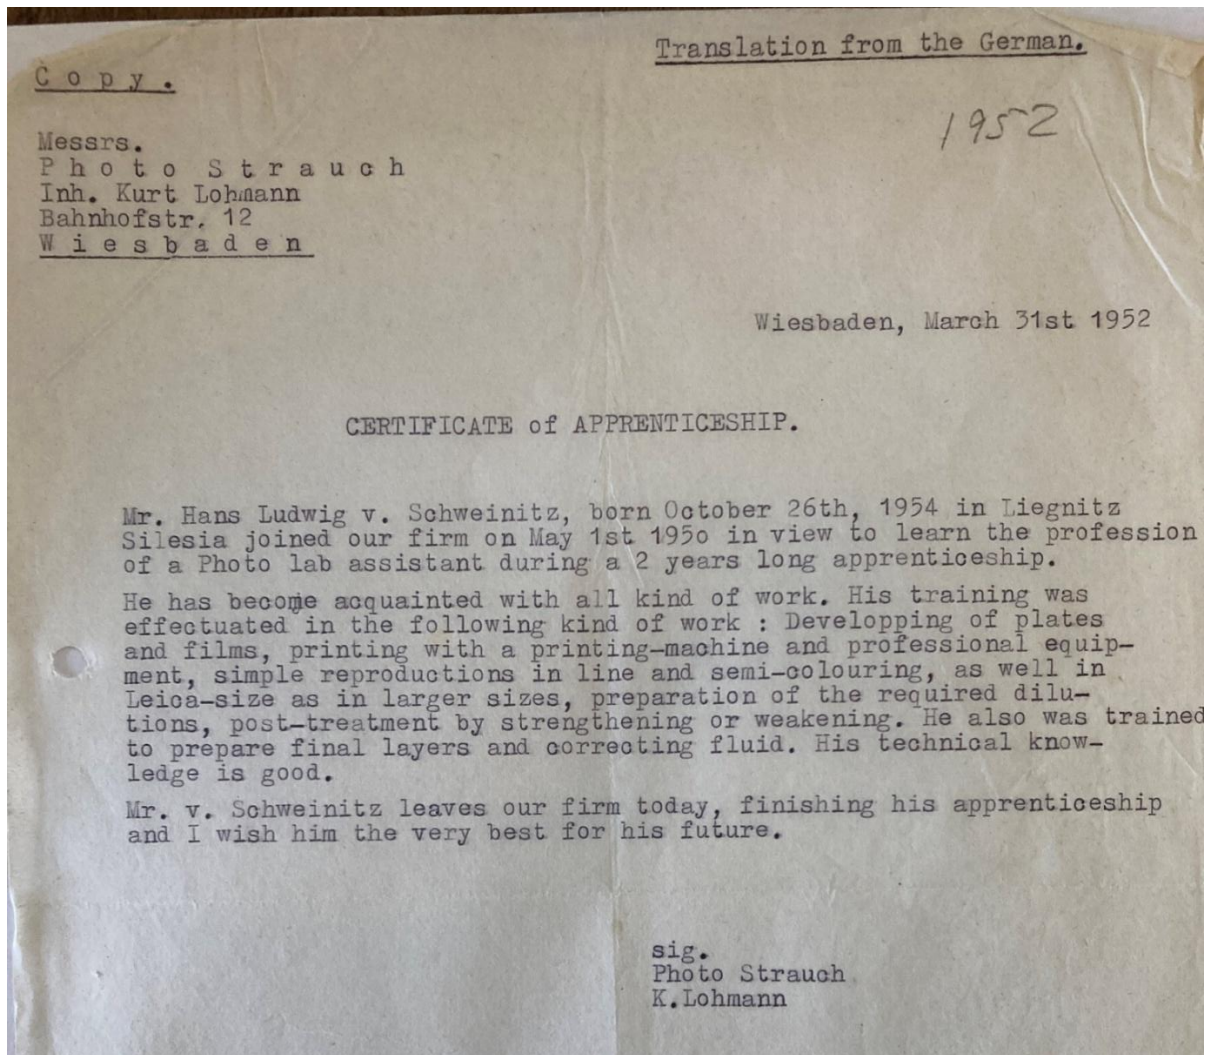 Translation from the German.
C o p y .
1952
Messrs.
P h o t o  S t r a u c h
Inh. Kurt Lohmann
Bahnhofstr. 12
W i e s b a d e n
Wiesbaden, March 31st 1952
CERTIFICATE of APPRENTICESHIP.
Mr. Hans Ludwig v. Schweinitz, born October 26th, 1954 in Liegnitz
Silesia joined our firm on May 1st 195o in view to learn the profession
of a Photo lab assistant during a 2 years long apprenticeship.
He has become acquainted with all kind of work. His training was
effectuated in the following kind of work : Developping of plates
and films, printing with a printing-machine and professional equip-
ment, simple reproductions in line and semi-colouring, as well in
Leica-size as in larger sizes, preparation of the required dilu-
tions, post-treatment by strengthening or weakening. He also was trained
to prepare final layers and correcting fluid. His technical know-
ledge is good.
Mr. v. Schweinitz leaves our firm today, finishing his apprenticeship
and I wish him the very best for his future.
sig.
Photo Strauch
K.Lohmann